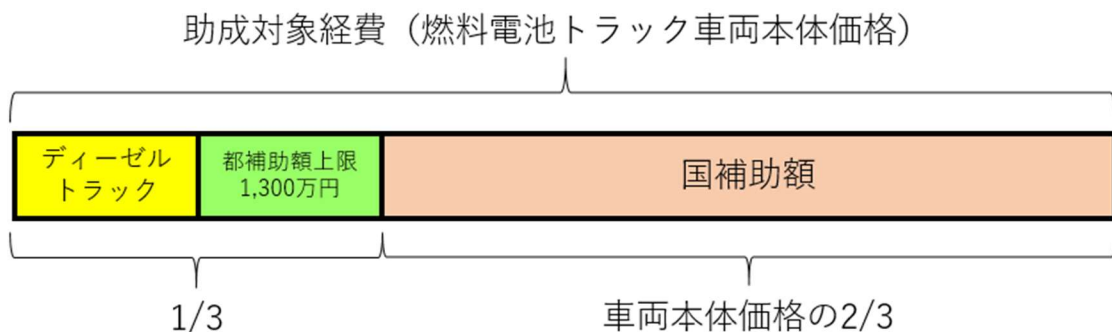 助成対象経費（燃料電池トラック車両本体価格）
ディーゼル
トラック
都補助額上限
1,300万円
国補助額
1/3
車両本体価格の2/3